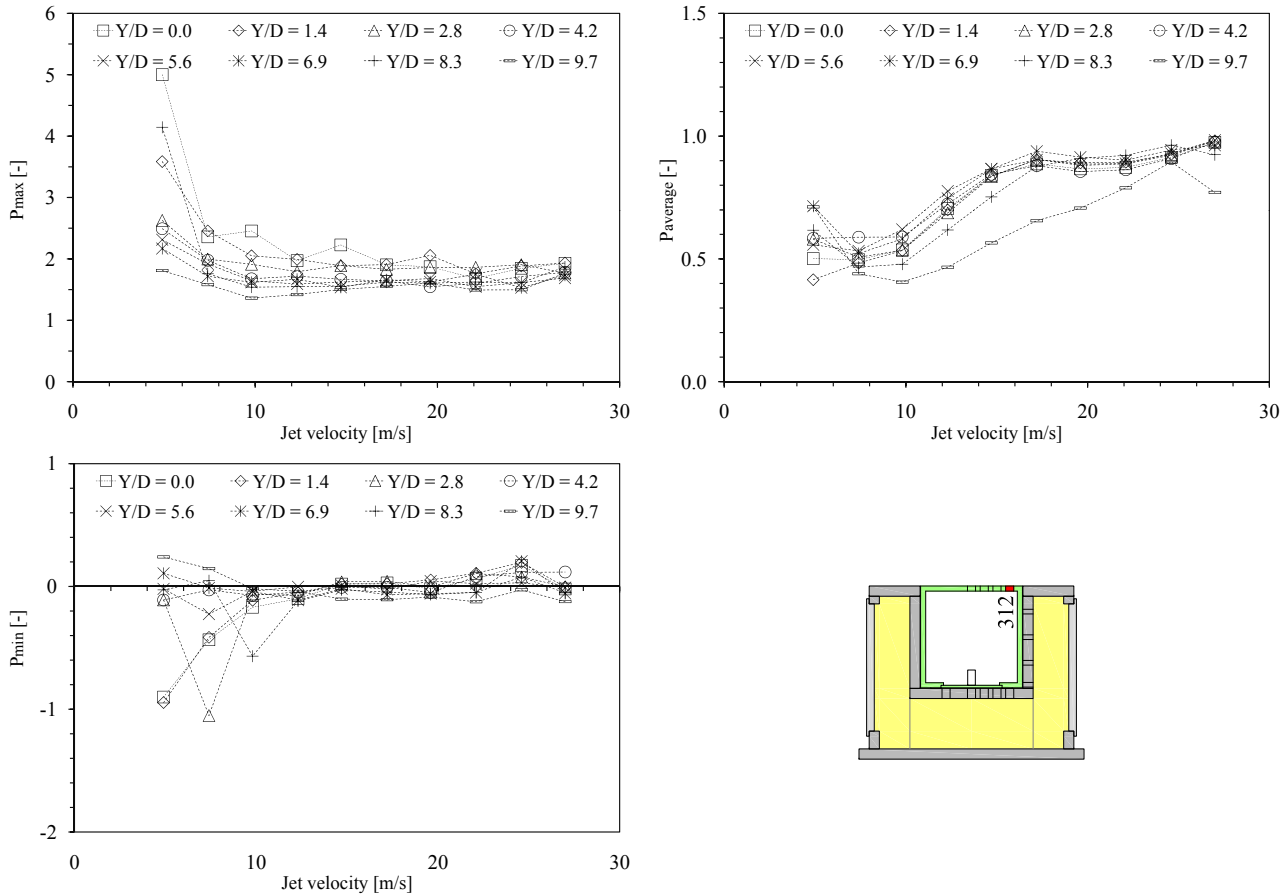 6
5
4
3
2
1
0
Pmax [-]
Y/D = 0.0 Y/D = 1.4 Y/D = 2.8 Y/D = 4.2
Y/D = 5.6 Y/D = 6.9 Y/D = 8.3 Y/D = 9.7
0 10 20 30
Jet velocity [m/s]
1.5
1.0
0.5
0.0
Paverage [-]
Y/D = 0.0 Y/D = 1.4 Y/D = 2.8 Y/D = 4.2
Y/D = 5.6 Y/D = 6.9 Y/D = 8.3 Y/D = 9.7
0 10 20 30
Jet velocity [m/s]
1
0
-1
-2
Pmin [-]
Y/D = 0.0 Y/D = 1.4 Y/D = 2.8 Y/D = 4.2
Y/D = 5.6 Y/D = 6.9 Y/D = 8.3 Y/D = 9.7
0 10 20 30
Jet velocity [m/s]
312